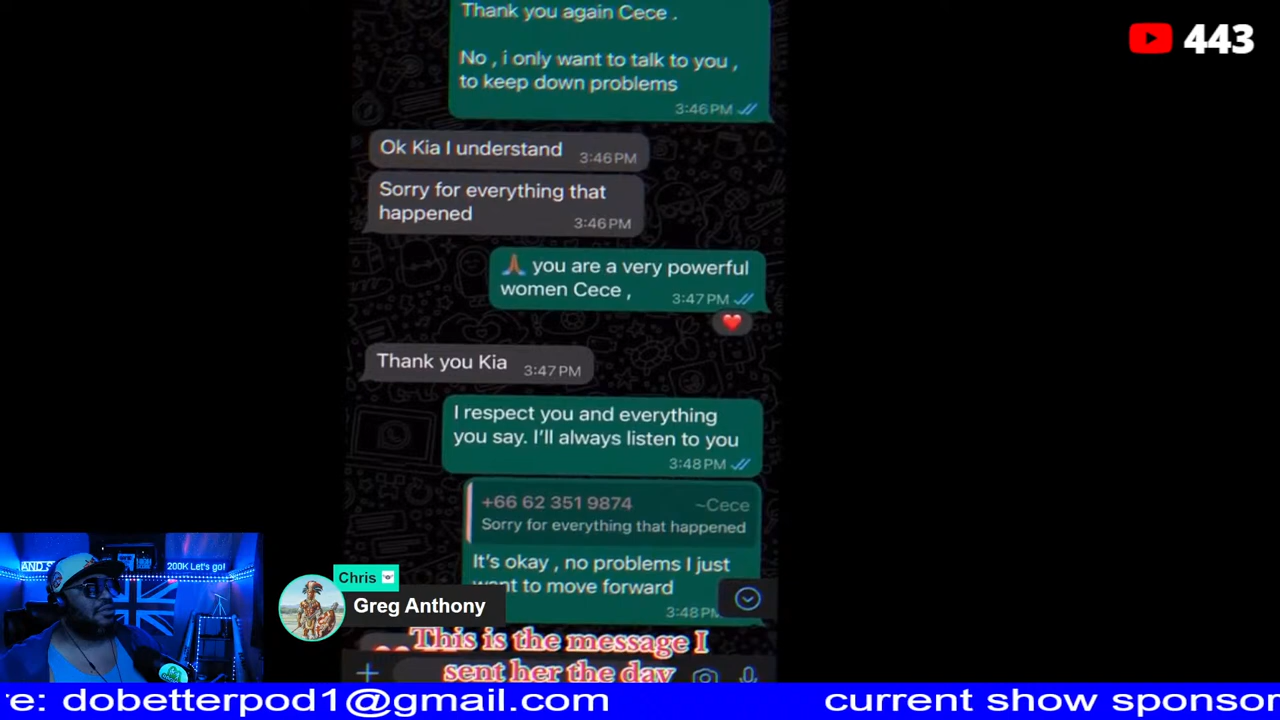 Thank you again Cece .
No , i only want to talk to you ,
to keep down problems
3:46 PM
443
Ok Kia I understand
3:46 PM
Sorry for everything that
happened
3:46 PM
🙏🏾 you are a very powerful
women Cece ,
3:47 PM
❤️
Thank you Kia
3:47 PM
I respect you and everything
you say. I'll always listen to you
3:48 PM
+66 62 351 9874 ~Cece
Sorry for everything that happened
It's okay , no problems I just
want to move forward
3:48 P
AND S
200K Let's go!
Chris
Greg Anthony
This is the message I
sent her the day
re: dobetterpod1@gmail.com
current show sponsor